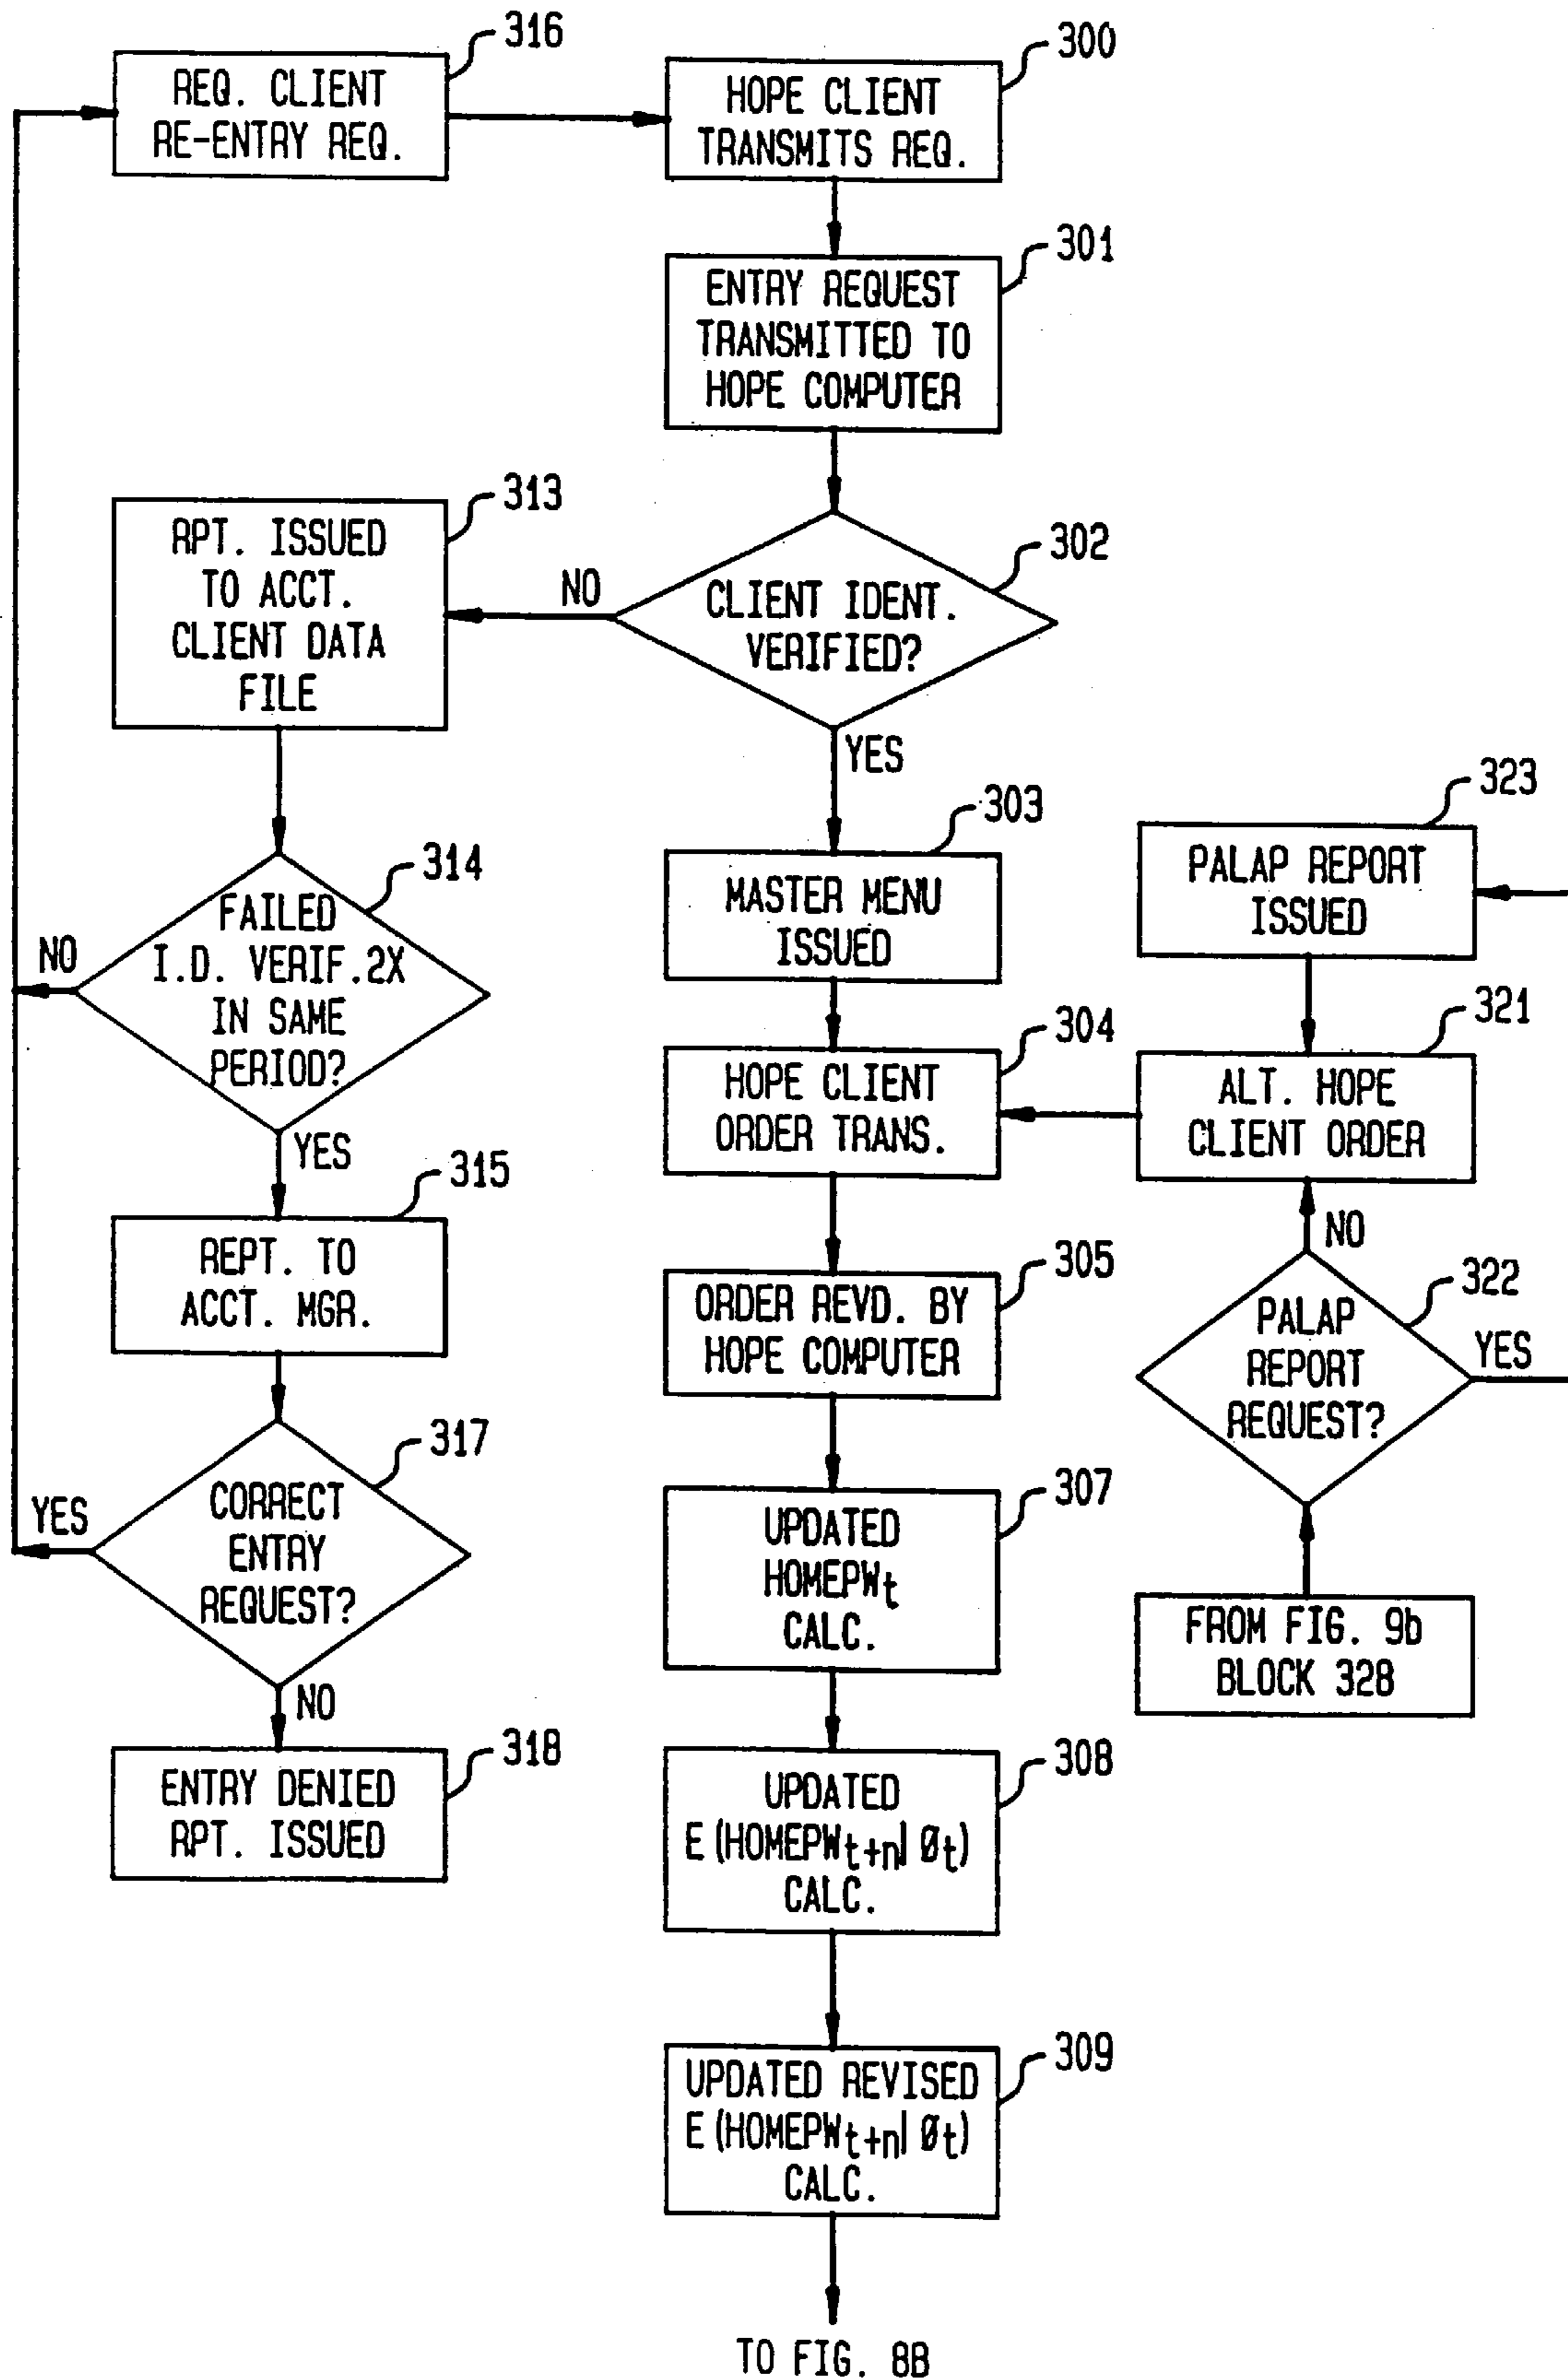 316
REQ. CLIENT
RE-ENTRY REQ.
300
HOPE CLIENT
TRANSMITS REQ.
301
ENTRY REQUEST
TRANSMITTED TO
HOPE COMPUTER
302
CLIENT IDENT.
VERIFIED?
NO
YES
313
RPT. ISSUED
TO ACCT.
CLIENT DATA
FILE
314
FAILED
I.D. VERIF.2X
IN SAME
PERIOD?
NO
YES
315
REPT. TO
ACCT. MGR.
317
CORRECT
ENTRY
REQUEST?
YES
NO
318
ENTRY DENIED
RPT. ISSUED
303
MASTER MENU
ISSUED
304
HOPE CLIENT
ORDER TRANS.
305
ORDER REVD. BY
HOPE COMPUTER
307
UPDATED
HOMEPWt
CALC.
308
UPDATED
E (HOMEPWt+n| Øt)
CALC.
309
UPDATED REVISED
E (HOMEPWt+n| Øt)
CALC.
TO FIG. 8B
323
PALAP REPORT
ISSUED
321
ALT. HOPE
CLIENT ORDER
NO
322
PALAP
REPORT
REQUEST?
YES
FROM FIG. 9b
BLOCK 328